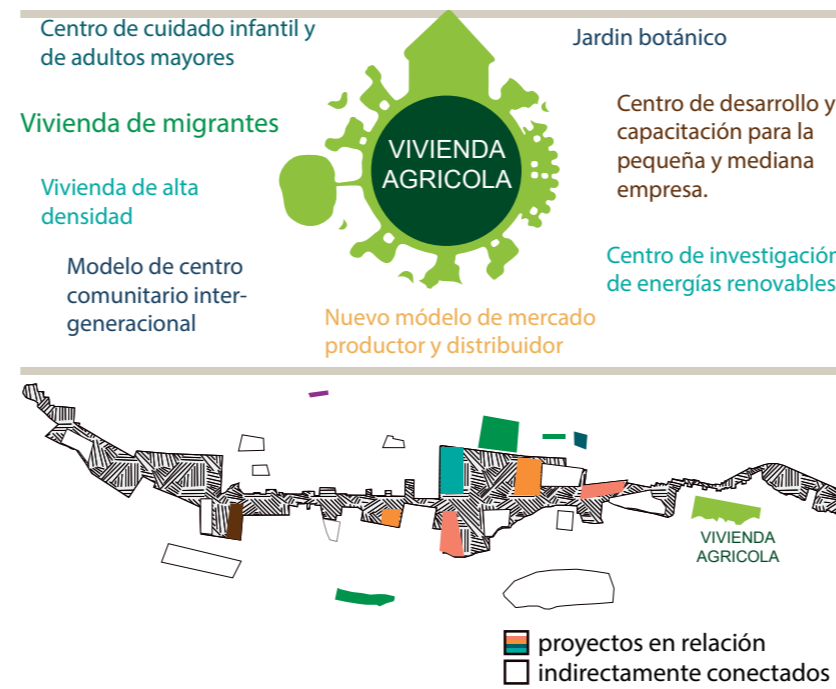 Centro de cuidado infantil y
de adultos mayores
Jardin botánico
Vivienda de migrantes
Centro de desarrollo y
capacitación para la
pequeña y mediana
empresa.
VIVIENDA
AGRICOLA
Vivienda de alta
densidad
Modelo de centro
comunitario inter-
generacional
Centro de investigación
de energías renovables
Nuevo módelo de mercado
productor y distribuidor
VIVIENDA
AGRICOLA
proyectos en relación
indirectamente conectados